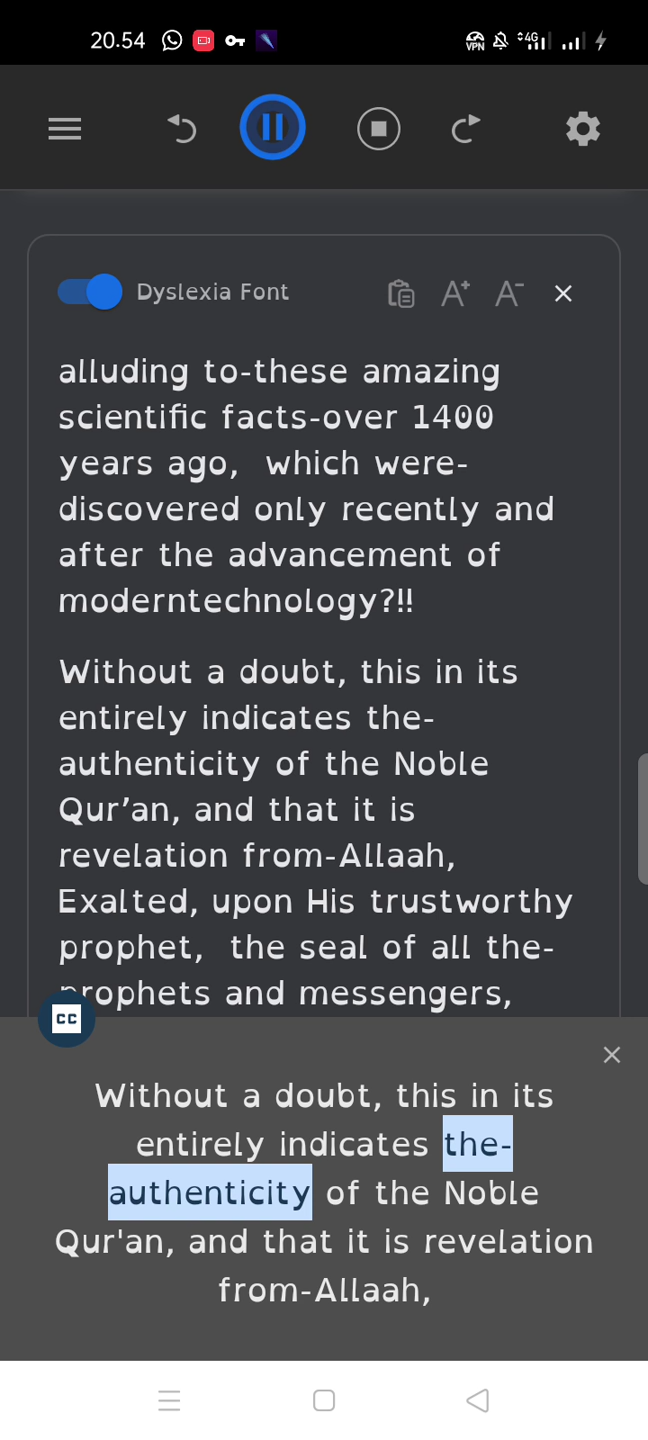 20.54
VPN
4G
Dyslexia Font
A+
A-
alluding to-these amazing
scientific facts-over 1400
years ago,  which were-
discovered only recently and
after the advancement of
moderntechnology?!!
Without a doubt, this in its
entirely indicates the-
authenticity of the Noble
Qur’an, and that it is
revelation from-Allaah,
Exalted, upon His trustworthy
prophet,  the seal of all the-
prophets and messengers,
CC
Without a doubt, this in its
entirely indicates the-
authenticity of the Noble
Qur'an, and that it is revelation
from-Allaah,